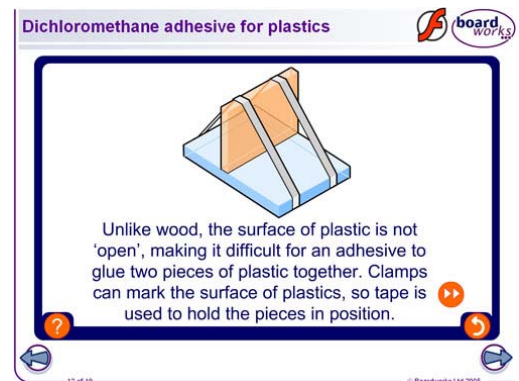 Dichloromethane adhesive for plastics
board
works
Unlike wood, the surface of plastic is not
‘open’, making it difficult for an adhesive to
glue two pieces of plastic together. Clamps
can mark the surface of plastics, so tape is
used to hold the pieces in position.
?
© Boardworks Ltd 2005